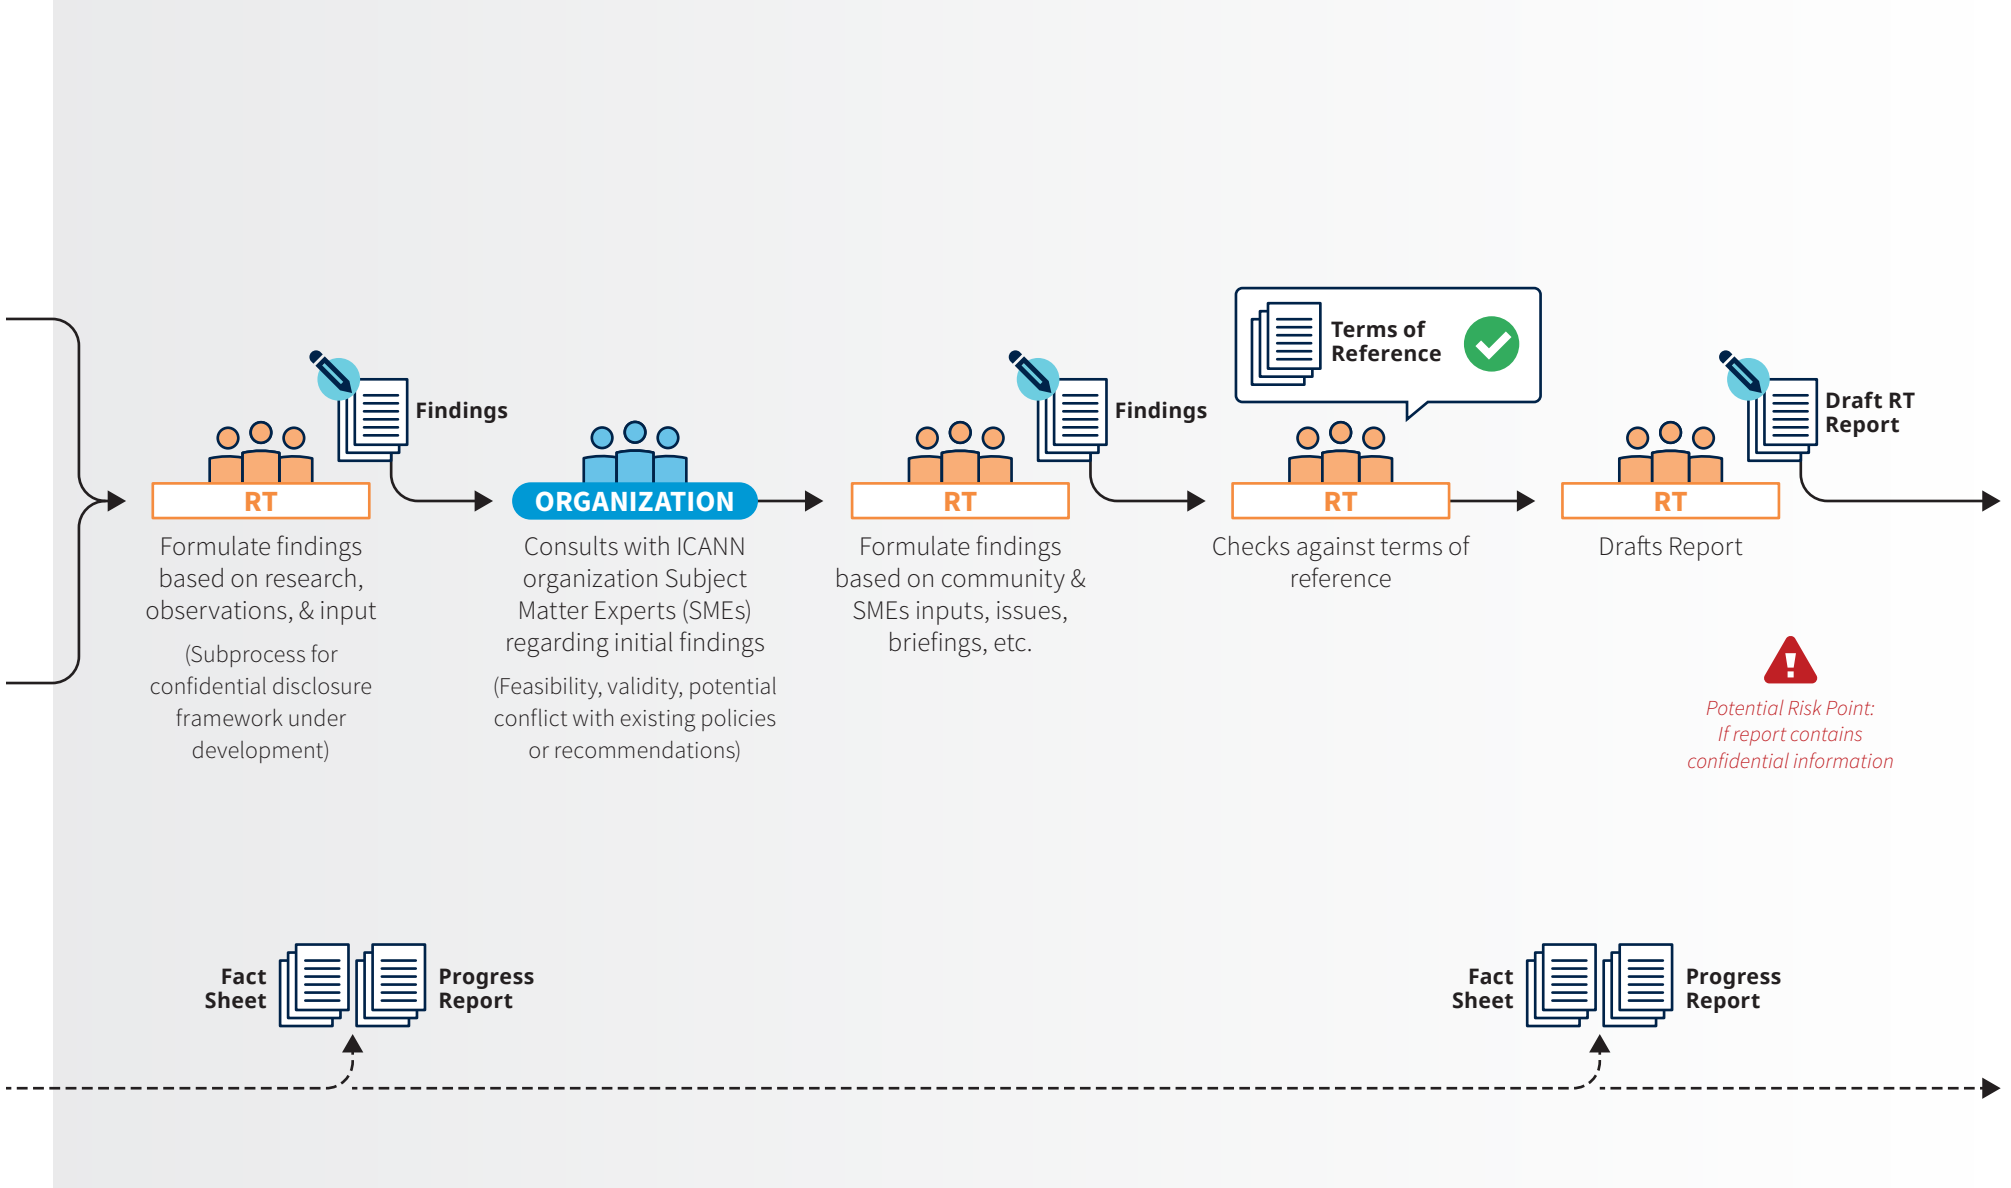 Findings
RT
Formulate findings
based on research,
observations, & input
(Subprocess for
confidential disclosure
framework under
development)
ORGANIZATION
Consults with ICANN
organization Subject
Matter Experts (SMEs)
regarding initial findings
(Feasibility, validity, potential
conflict with existing policies
or recommendations)
Findings
RT
Formulate findings
based on community &
SMEs inputs, issues,
briefings, etc.
Terms of
Reference
RT
Checks against terms of
reference
Draft RT
Report
RT
Drafts Report
Potential Risk Point:
If report contains
confidential information
Fact
Sheet
Progress
Report
Fact
Sheet
Progress
Report